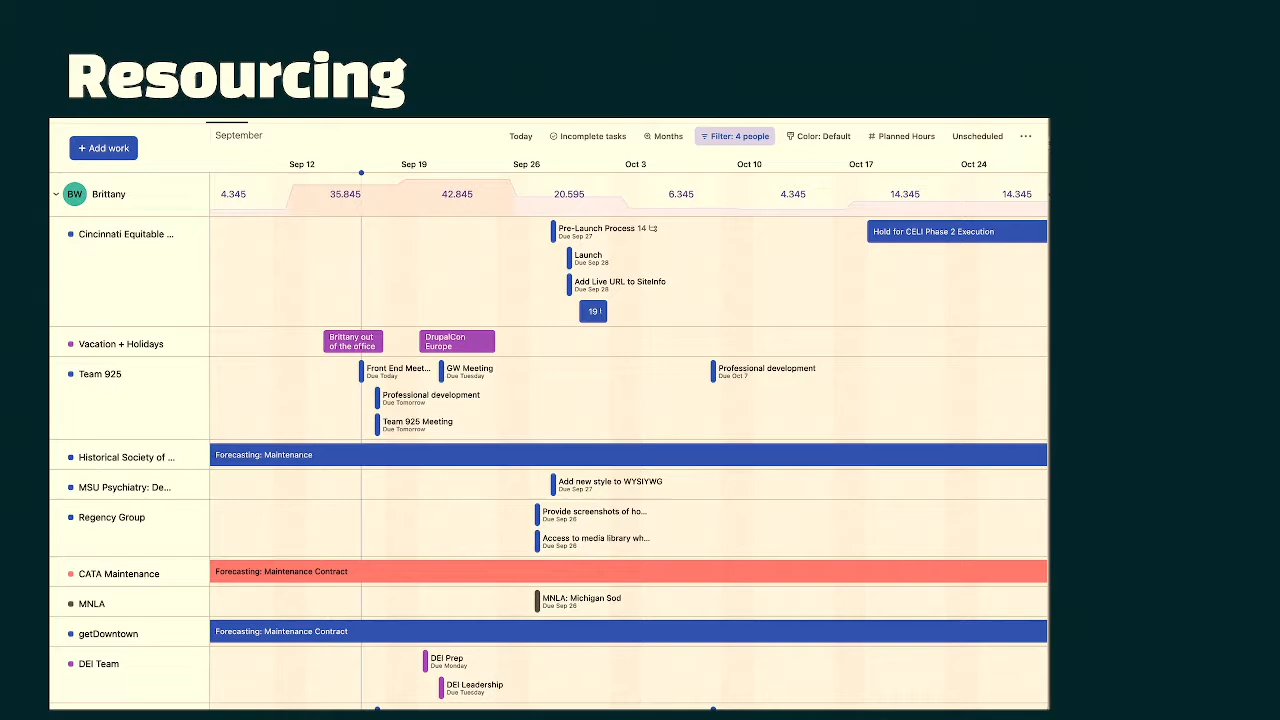 Resourcing
+ Add work
September
Today
Incomplete tasks
Months
Filter: 4 people
Color: Default
# Planned Hours
Unscheduled
...
Sep 12
Sep 19
Sep 26
Oct 3
Oct 10
Oct 17
Oct 24
BW Brittany
4.345
35.845
42.845
20.595
6.345
4.345
14.345
14.345
Cincinnati Equitable ...
Pre-Launch Process 14
Due Sep 27
Hold for CELI Phase 2 Execution
Launch
Due Sep 28
Add Live URL to SiteInfo
Due Sep 28
19
Vacation + Holidays
Brittany out
of the office
DrupalCon
Europe
Team 925
Front End Meet...
Due Today
GW Meeting
Due Tuesday
Professional development
Due Oct 7
Professional development
Due Tomorrow
Team 925 Meeting
Due Tomorrow
Historical Society of ...
Forecasting: Maintenance
MSU Psychiatry: De...
Add new style to WYSIYWG
Due Sep 27
Regency Group
Provide screenshots of ho...
Due Sep 26
Access to media library wh...
Due Sep 26
CATA Maintenance
Forecasting: Maintenance Contract
MNLA
MNLA: Michigan Sod
Due Sep 26
getDowntown
Forecasting: Maintenance Contract
DEI Team
DEI Prep
Due Monday
DEI Leadership
Due Tuesday